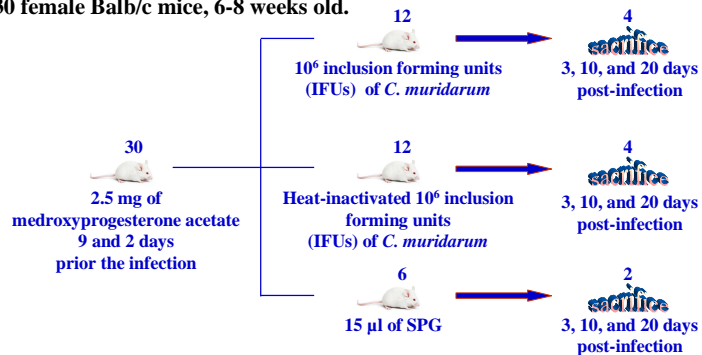 30 female Balb/c mice, 6-8 weeks old.
12
10⁶ inclusion forming units
(IFUs) of C. muridarum
4
sacrifice
3, 10, and 20 days
post-infection
30
2.5 mg of
medroxyprogesterone acetate
9 and 2 days
prior the infection
12
Heat-inactivated 10⁶ inclusion
forming units
(IFUs) of C. muridarum
4
sacrifice
3, 10, and 20 days
post-infection
6
15 µl of SPG
2
sacrifice
3, 10, and 20 days
post-infection